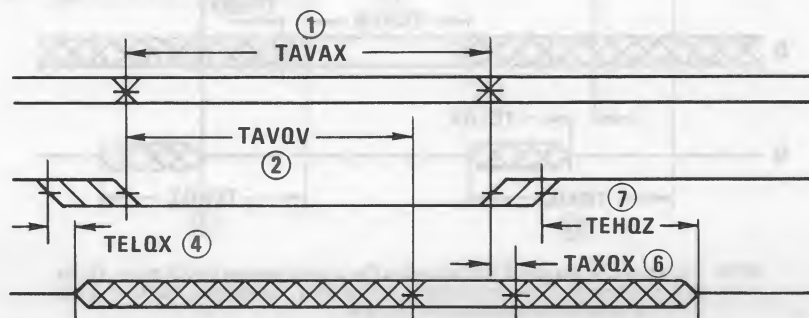 ①
TAVAX
TAVQV
②
⑦
TELQX ④
TEHQZ
TAXQX ⑥